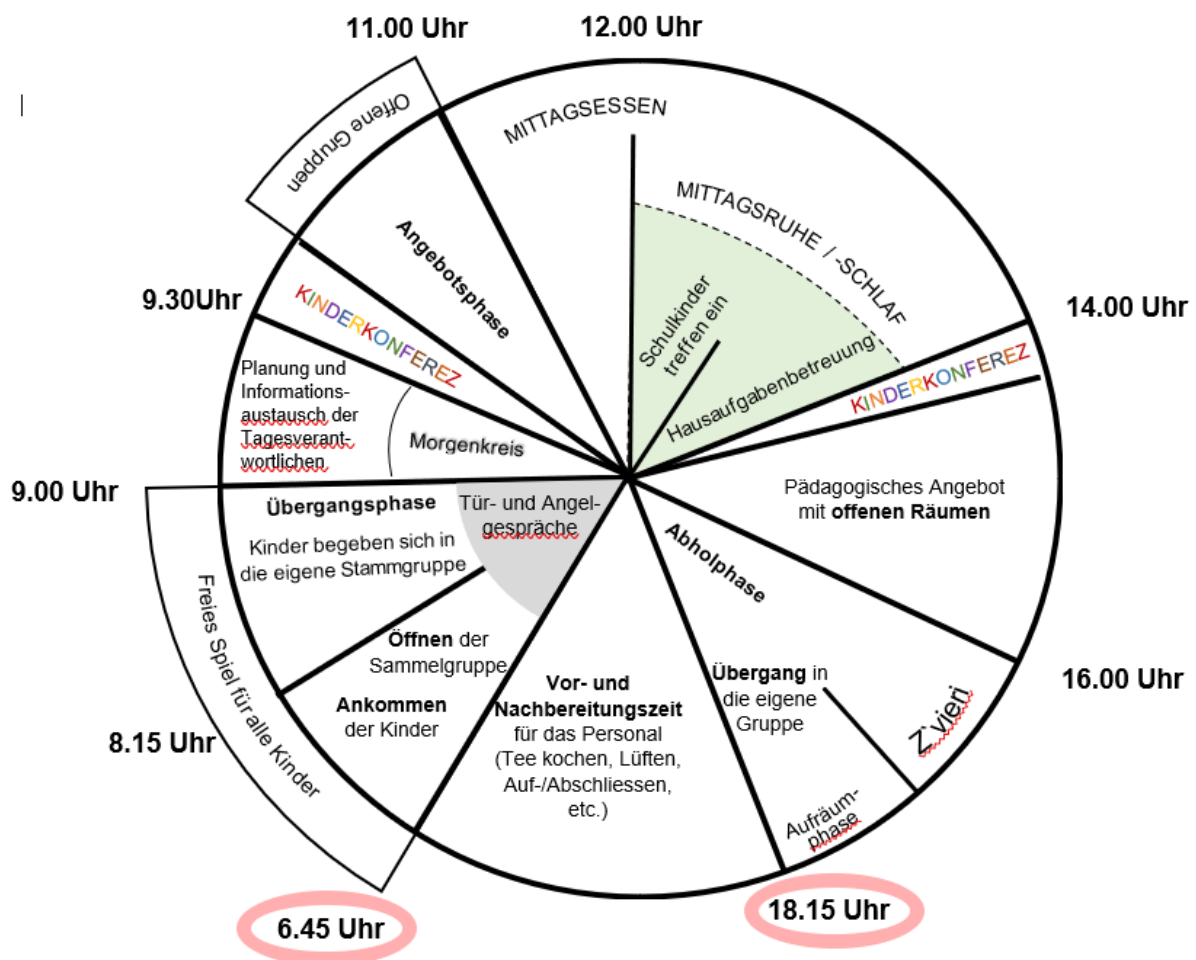 11.00 Uhr
12.00 Uhr
Offene Gruppen
MITTAGSESSEN
MITTAGSRUHE / -SCHLAF
Angebotsphase
Schulkinder
treffen ein
Hausaufgabenbetreuung
9.30Uhr
KINDERKONFEREZ
14.00 Uhr
KINDERKONFEREZ
Planung und
Informations-
austausch der
Tagesverant-
wortlichen
Morgenkreis
9.00 Uhr
Übergangsphase
Kinder begeben sich in
die eigene Stammgruppe
Tür- und Angel-
gespräche
Pädagogisches Angebot
mit offenen Räumen
Abholphase
Freies Spiel für alle Kinder
Öffnen der
Sammelgruppe
Ankommen
der Kinder
Vor- und
Nachbereitungszeit
für das Personal
(Tee kochen, Lüften,
Auf-/Abschliessen,
etc.)
Übergang in
die eigene
Gruppe
Z`vieri
16.00 Uhr
8.15 Uhr
Aufräum-
phase
6.45 Uhr
18.15 Uhr